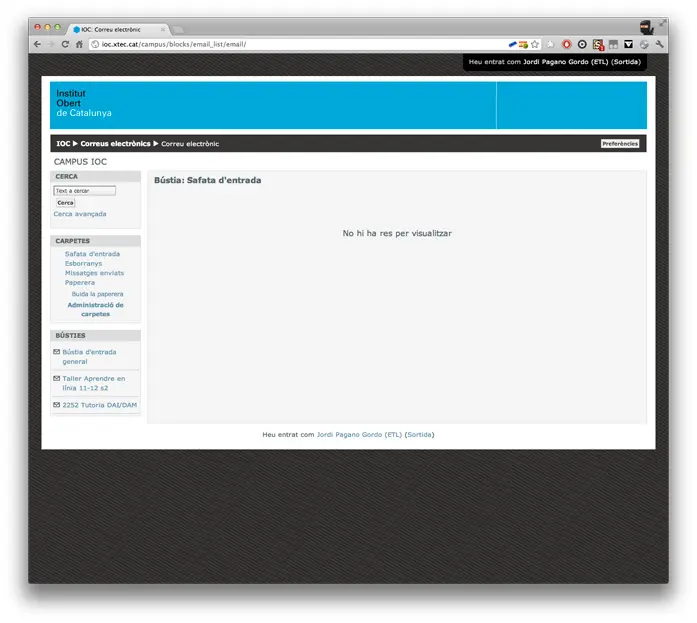 IOC: Correu electrònic
ioc.xtec.cat/campus/blocks/email_list/email/
Heu entrat com Jordi Pagano Gordo (ETL) (Sortida)
Institut
Obert
de Catalunya
IOC ▶ Correus electrònics ▶ Correu electrònic
Preferències
CAMPUS IOC
CERCA
Text a cercar
Cerca
Cerca avançada
CARPETES
Safata d'entrada
Esborranys
Missatges enviats
Paperera
Buida la paperera
Administració de
carpetes
BÚSTIES
Bústia d'entrada
general
Taller Aprendre en
línia 11-12 s2
2252 Tutoria DAI/DAM
Bústia: Safata d'entrada
No hi ha res per visualitzar
Heu entrat com Jordi Pagano Gordo (ETL) (Sortida)